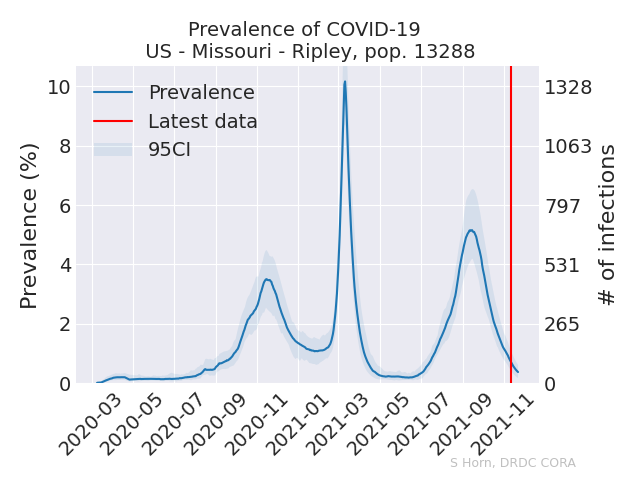 Prevalence of COVID-19
US - Missouri - Ripley, pop. 13288
Prevalence
Latest data
95CI
Prevalence (%)
10
8
6
4
2
0
1328
1063
797
531
265
0
# of infections
2020-03
2020-05
2020-07
2020-09
2020-11
2021-01
2021-03
2021-05
2021-07
2021-09
2021-11
S Horn, DRDC CORA